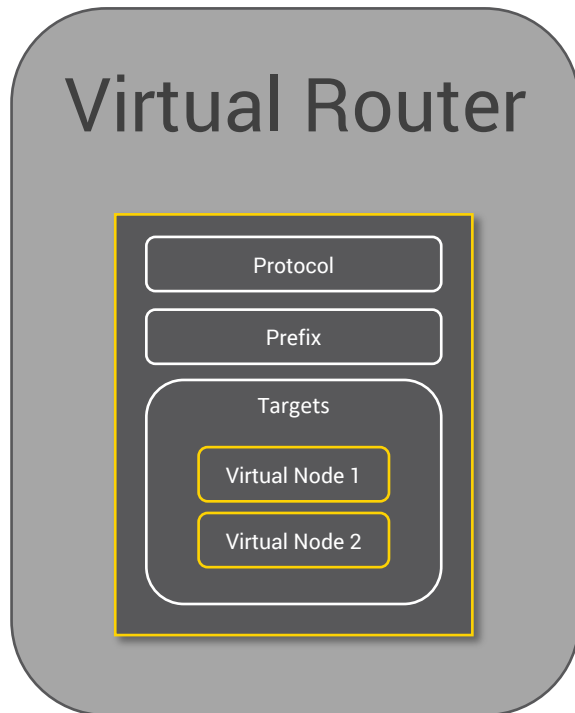 Virtual Router
Protocol
Prefix
Targets
Virtual Node 1
Virtual Node 2